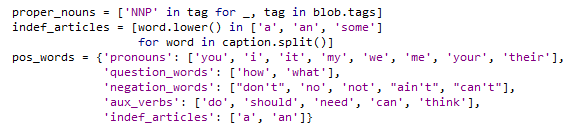 proper_nouns = ['NNP' in tag for _, tag in blob.tags]
indef_articles = [word.lower() in ['a', 'an', 'some']
                  for word in caption.split()]
pos_words = {'pronouns': ['you', 'i', 'it', 'my', 'we', 'me', 'your', 'their'],
             'question_words': ['how', 'what'],
             'negation_words': ["don't", 'no', 'not', "ain't", "can't"],
             'aux_verbs': ['do', 'should', 'need', 'can', 'think'],
             'indef_articles': ['a', 'an']}